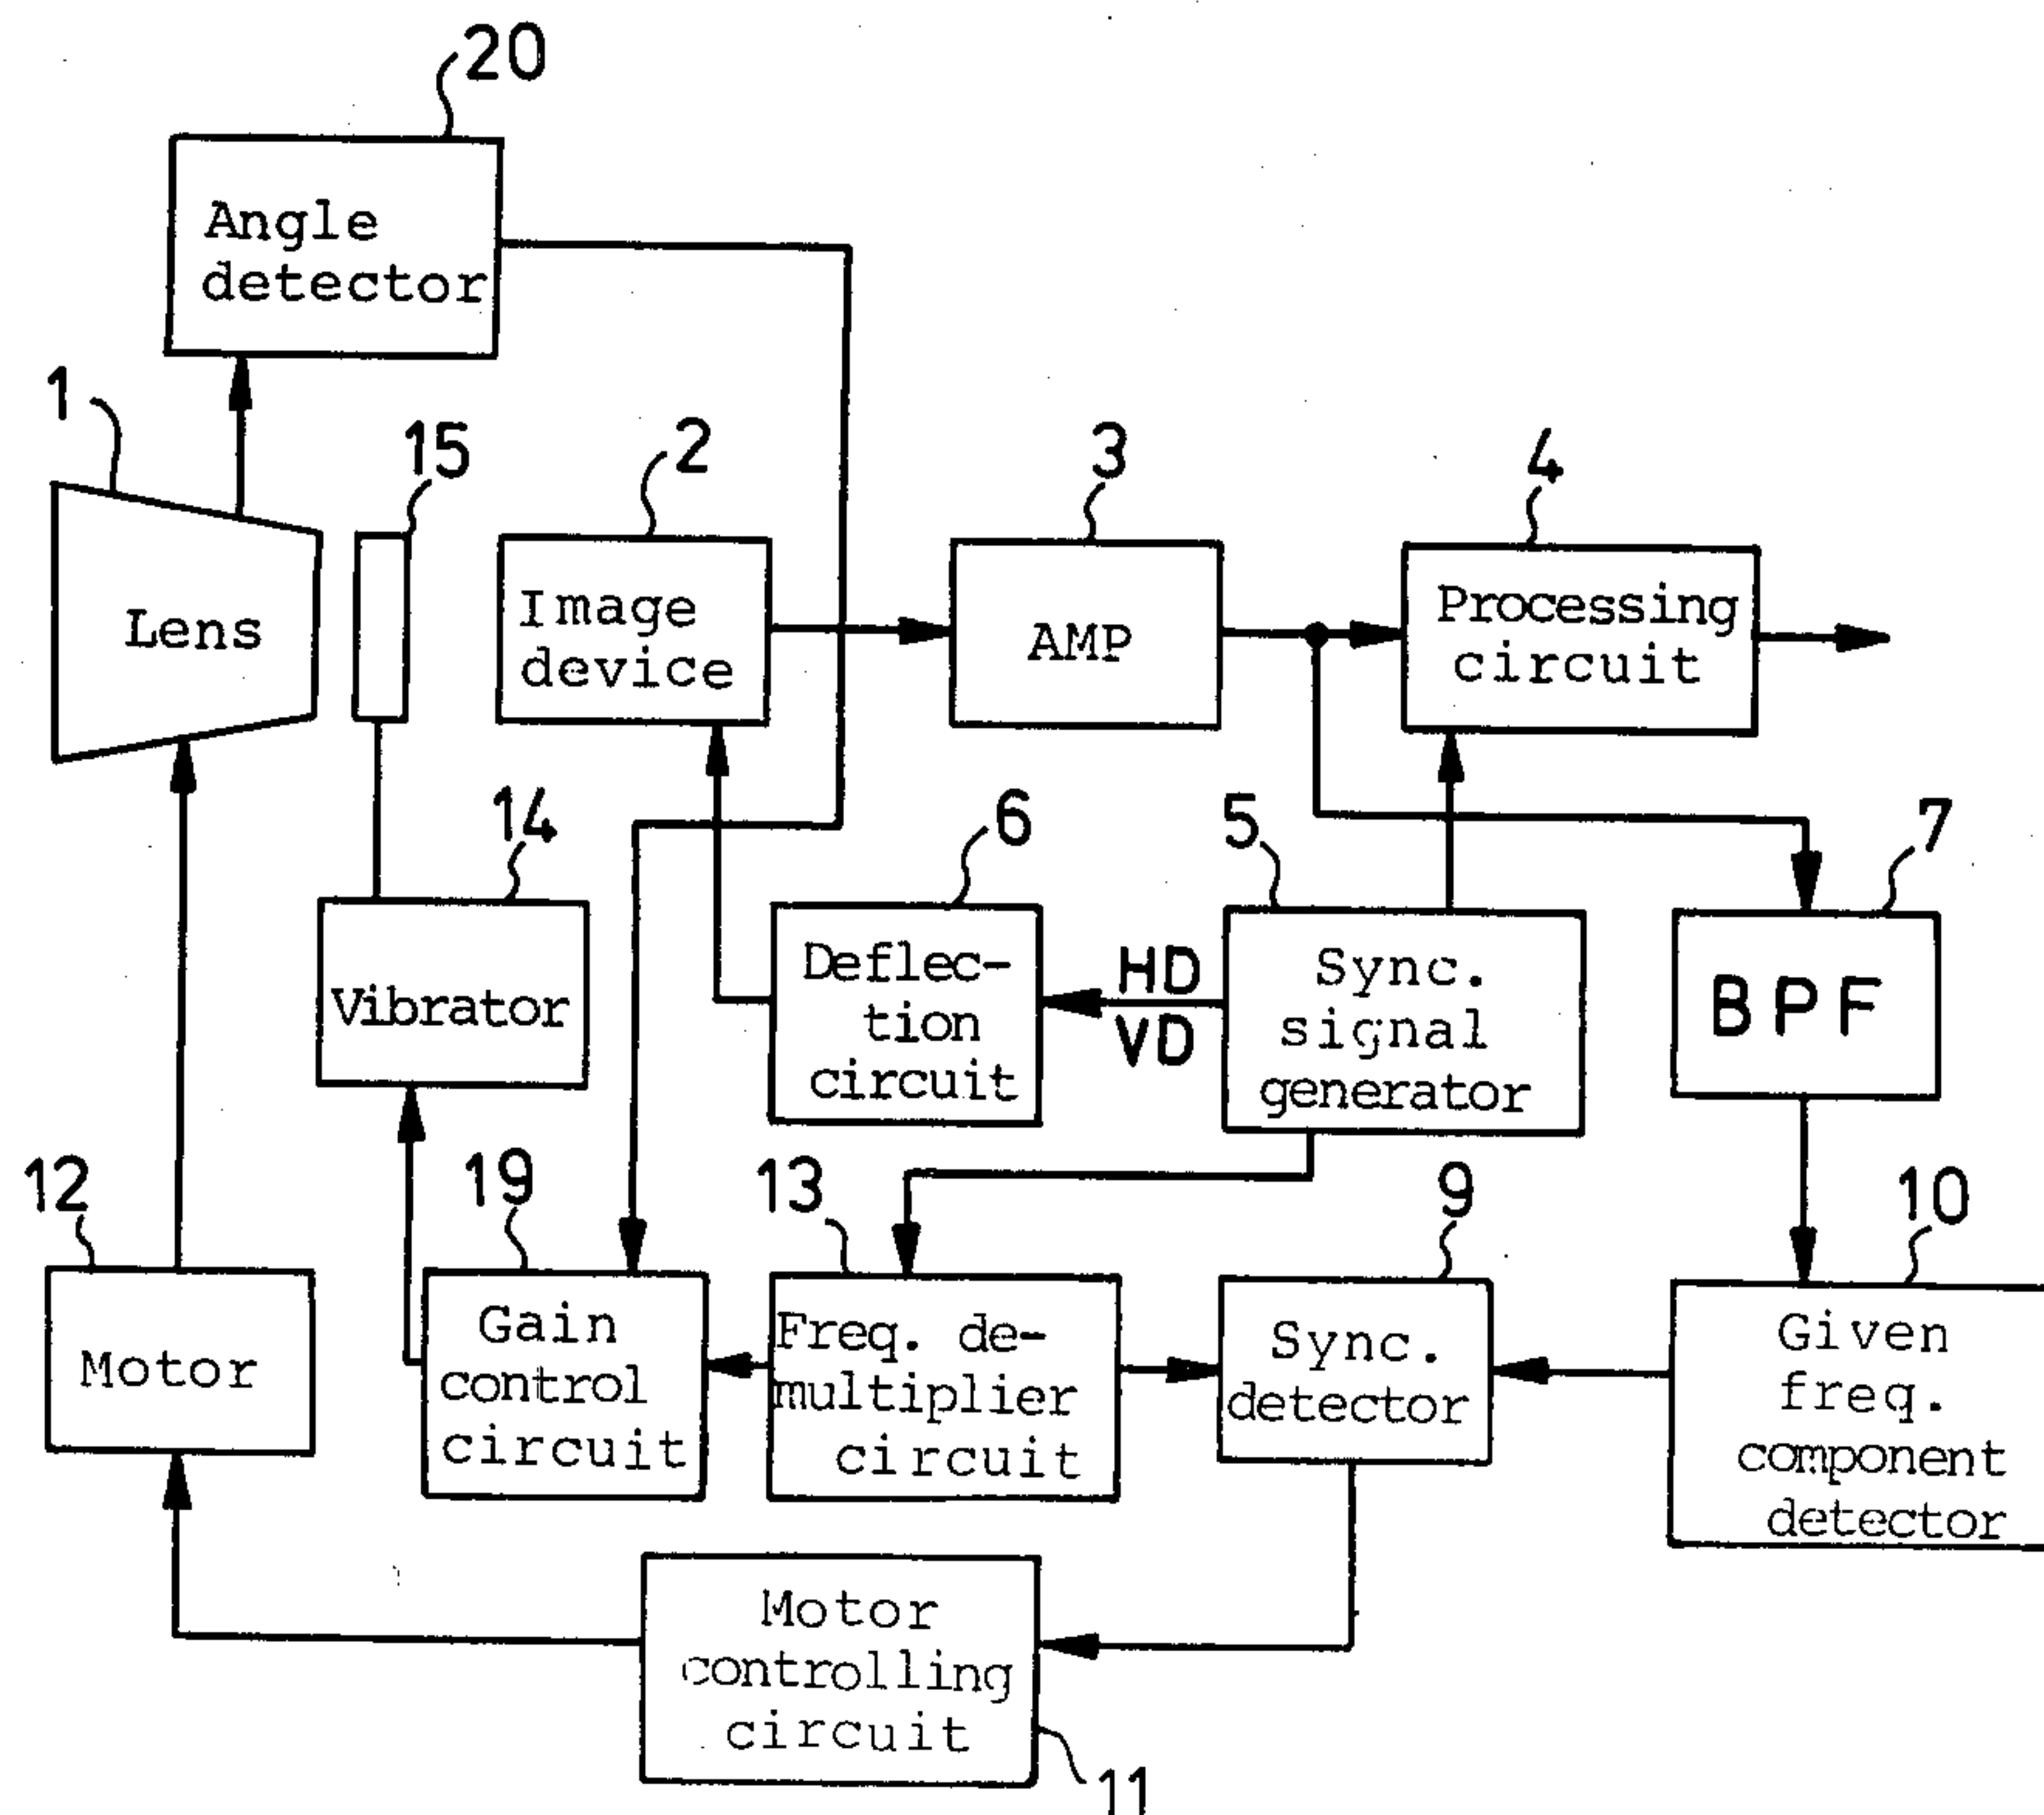 20
Angle
detector
1
15
2
3
4
Lens
Image
device
AMP
Processing
circuit
14
6
5
7
Vibrator
Deflec-
tion
circuit
HD
VD
Sync.
signal
generator
BPF
12
19
13
9
10
Motor
Gain
control
circuit
Freq. de-
multiplier
circuit
Sync.
detector
Given
freq.
component
detector
Motor
controlling
circuit
11